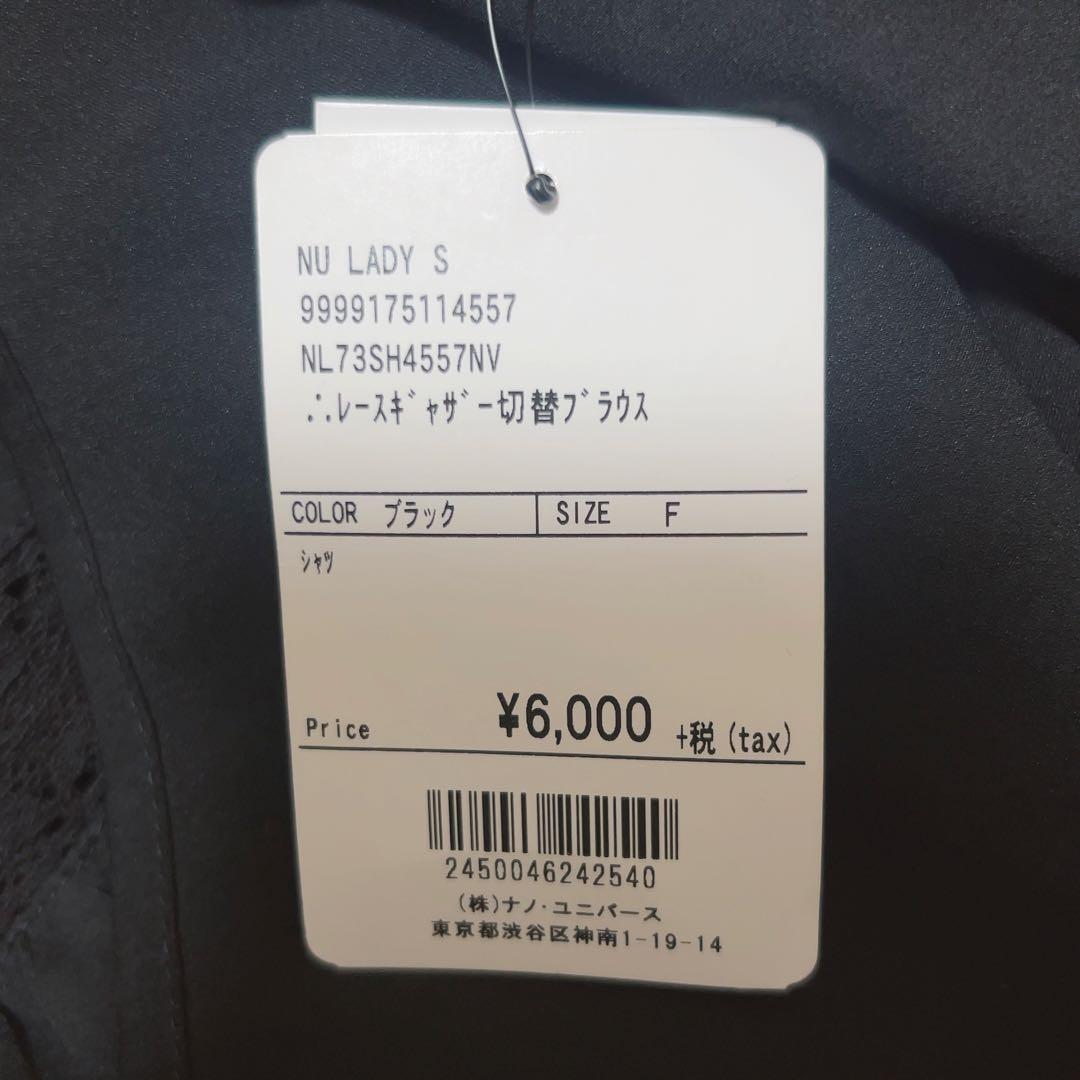 NU LADY S
9999175114557
NL73SH4557NV
∴ﾚｰｽｷﾞｬｻﾞｰ切替ﾌﾞﾗｳｽ
COLOR ブラック SIZE F
ｼｬﾂ
Price ¥6,000 +税(tax)
2450046242540
(株)ナノ・ユニバース
東京都渋谷区神南1-19-14